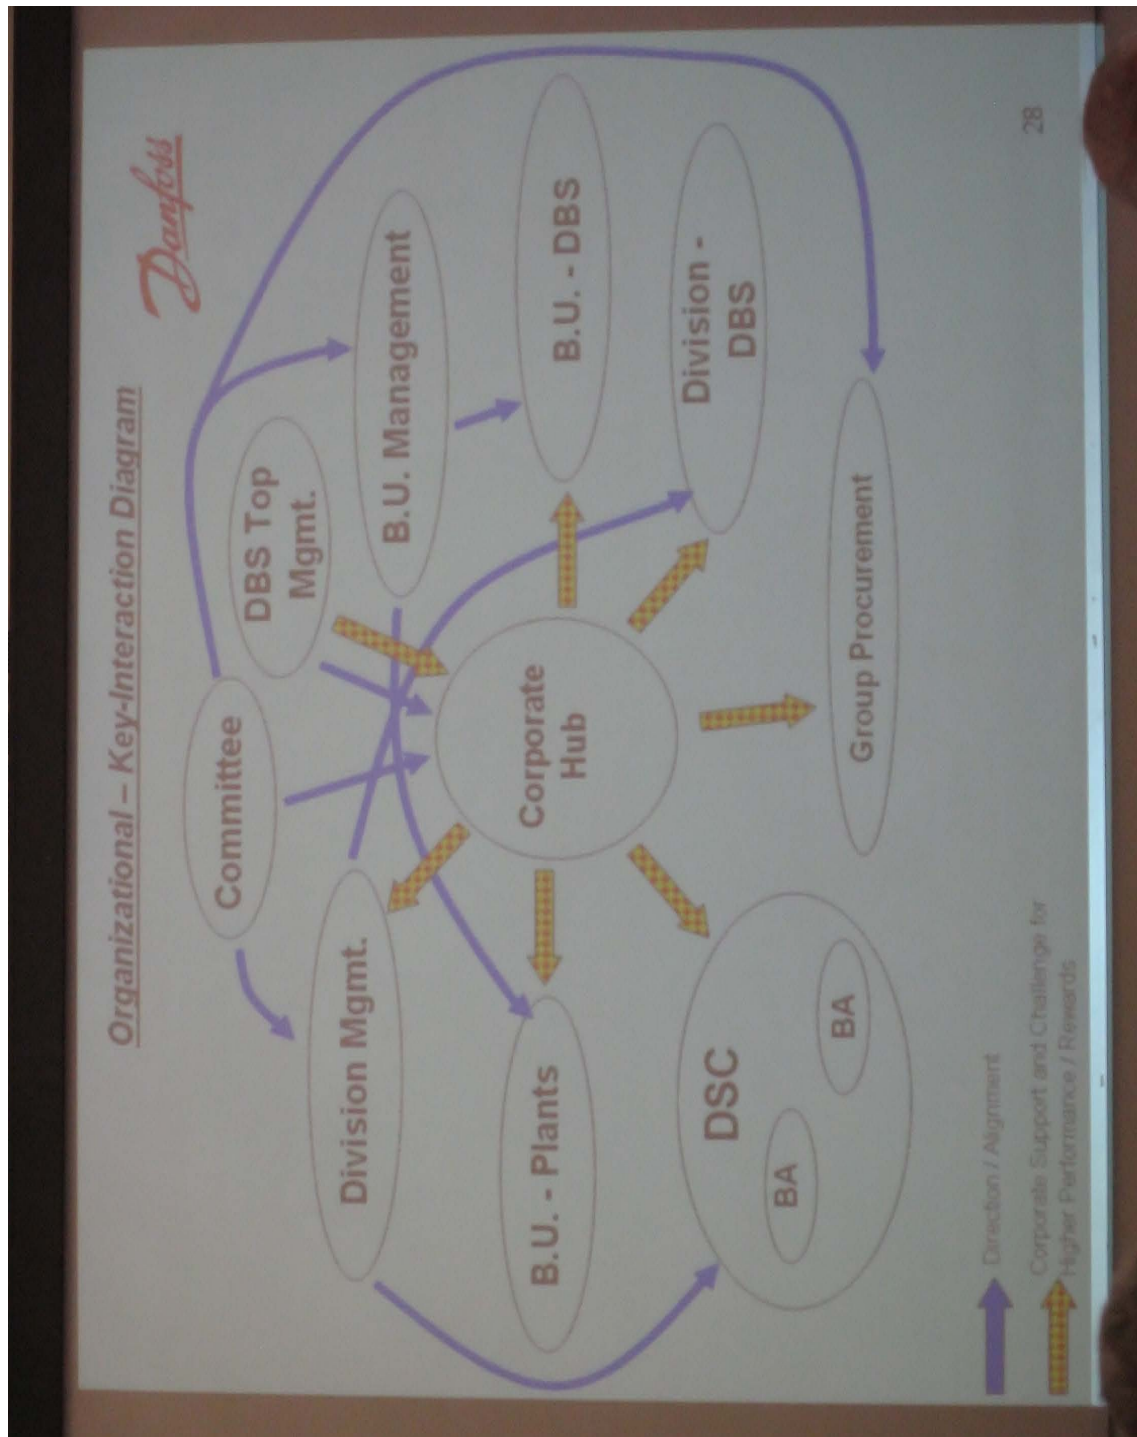 Organizational – Key-Interaction Diagram
Danfoss
Committee
DBS Top
Mgmt.
Division Mgmt.
B.U. Management
B.U. - Plants
Corporate
Hub
B.U. - DBS
DSC
BA
BA
Division -
DBS
Group Procurement
Direction / Alignment
Corporate Support and Challenge for
Higher Performance / Rewards
28